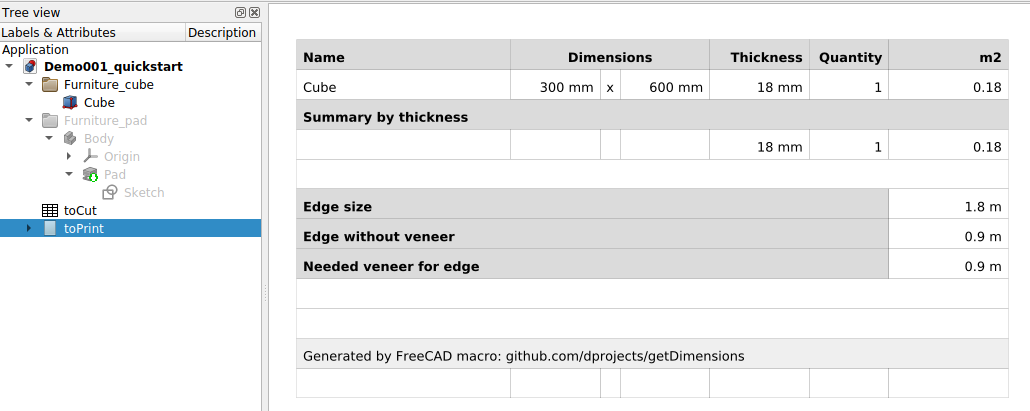 Tree view
Labels & Attributes Description
Application
Demo001_quickstart
Furniture_cube
Cube
Furniture_pad
Body
Origin
Pad
Sketch
toCut
toPrint
Name Dimensions Thickness Quantity m2
Cube 300 mm x 600 mm 18 mm 1 0.18
Summary by thickness
18 mm 1 0.18
Edge size 1.8 m
Edge without veneer 0.9 m
Needed veneer for edge 0.9 m
Generated by FreeCAD macro: github.com/dprojects/getDimensions